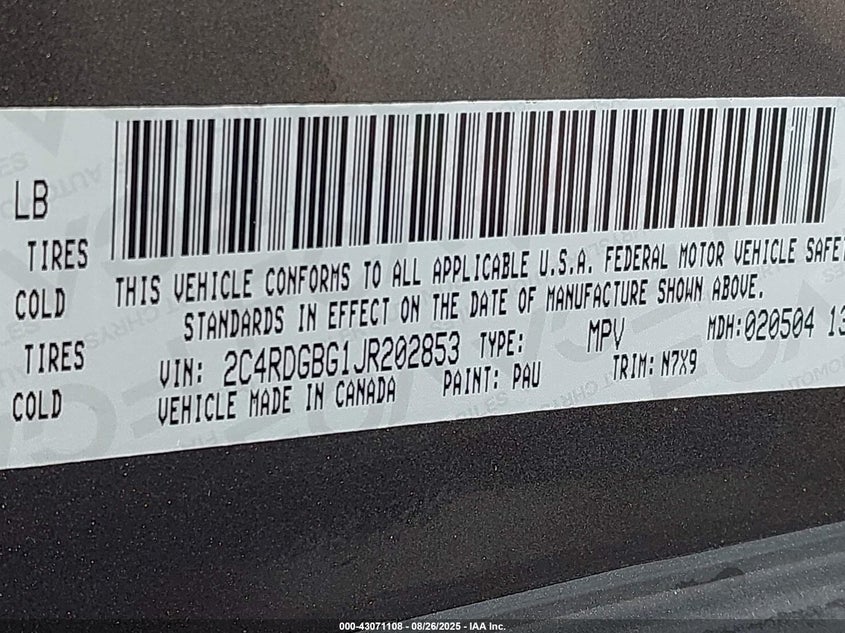 LB
TIRES
COLD
TIRES
COLD
THIS VEHICLE CONFORMS TO ALL APPLICABLE U.S.A. FEDERAL MOTOR VEHICLE SAFET
STANDARDS IN EFFECT ON THE DATE OF MANUFACTURE SHOWN ABOVE.
VIN: 2C4RDGBG1JR202853 TYPE: MPV MDH:020504 13
VEHICLE MADE IN CANADA PAINT: PAU TRIM: N7X9
000-43071108 - 08/26/2025 - IAA Inc.